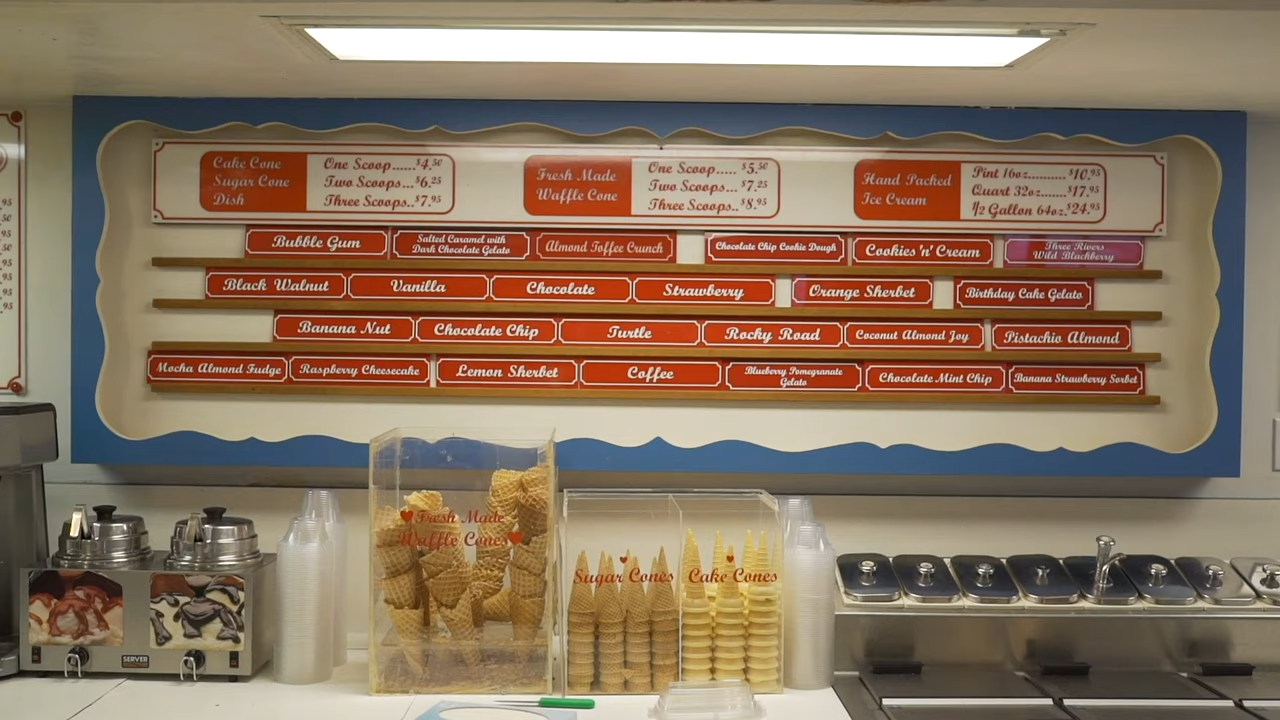 Cake Cone
Sugar Cone
Dish
One Scoop......$4.50
Two Scoops...$6.25
Three Scoops..$7.95
Fresh Made
Waffle Cone
One Scoop......$5.50
Two Scoops...$7.25
Three Scoops..$8.95
Hand Packed
Ice Cream
Pint 16oz...........$10.95
Quart 32oz.......$17.95
1/2 Gallon 64oz.$24.95
Bubble Gum
Salted Caramel with
Dark Chocolate Gelato
Almond Toffee Crunch
Chocolate Chip Cookie Dough
Cookies 'n' Cream
Three Rivers
Wild Blackberry
Black Walnut
Vanilla
Chocolate
Strawberry
Orange Sherbet
Birthday Cake Gelato
Banana Nut
Chocolate Chip
Turtle
Rocky Road
Coconut Almond Joy
Pistachio Almond
Mocha Almond Fudge
Raspberry Cheesecake
Lemon Sherbet
Coffee
Blueberry Pomegranate
Gelato
Chocolate Mint Chip
Banana Strawberry Sorbet
Fresh Made
Waffle Cones
Sugar Cones
Cake Cones
SERVER